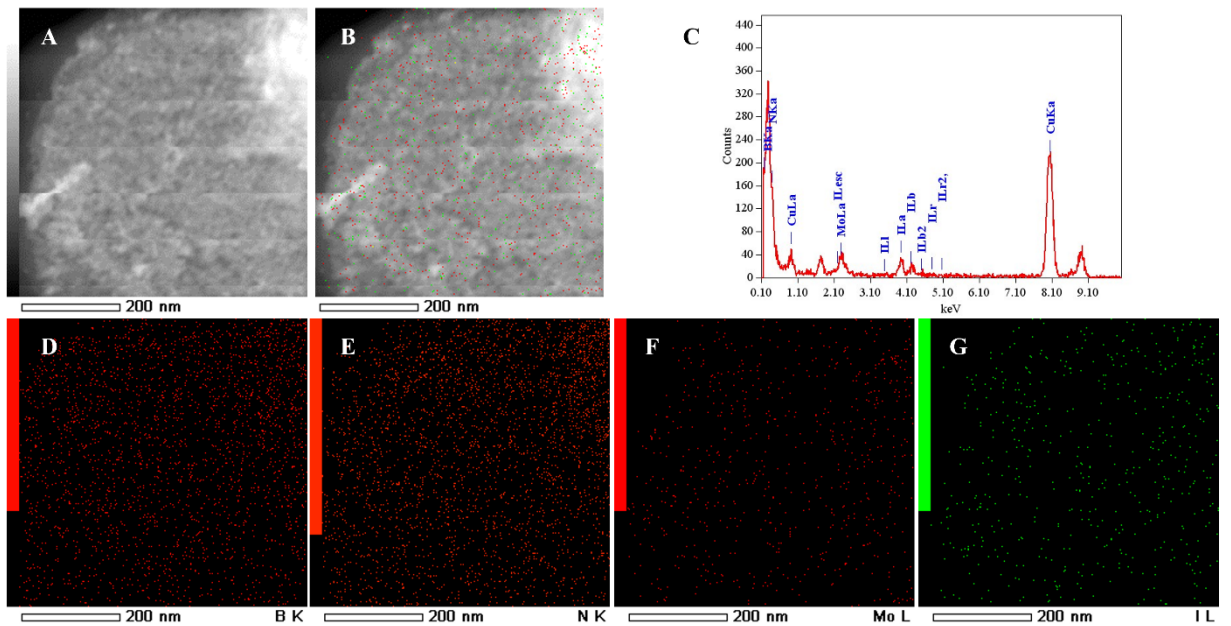 A
B
C
440
400
360
320
280
240
200
160
120
80
40
0
Counts
BKa
NKa
CuLa
MoLa
ILesc
ILl
ILa
ILb
ILb2
ILr
ILr2,
CuKa
0.10 1.10 2.10 3.10 4.10 5.10 6.10 7.10 8.10 9.10
keV
200 nm
200 nm
D
E
F
G
200 nm B K
200 nm N K
200 nm Mo L
200 nm I L